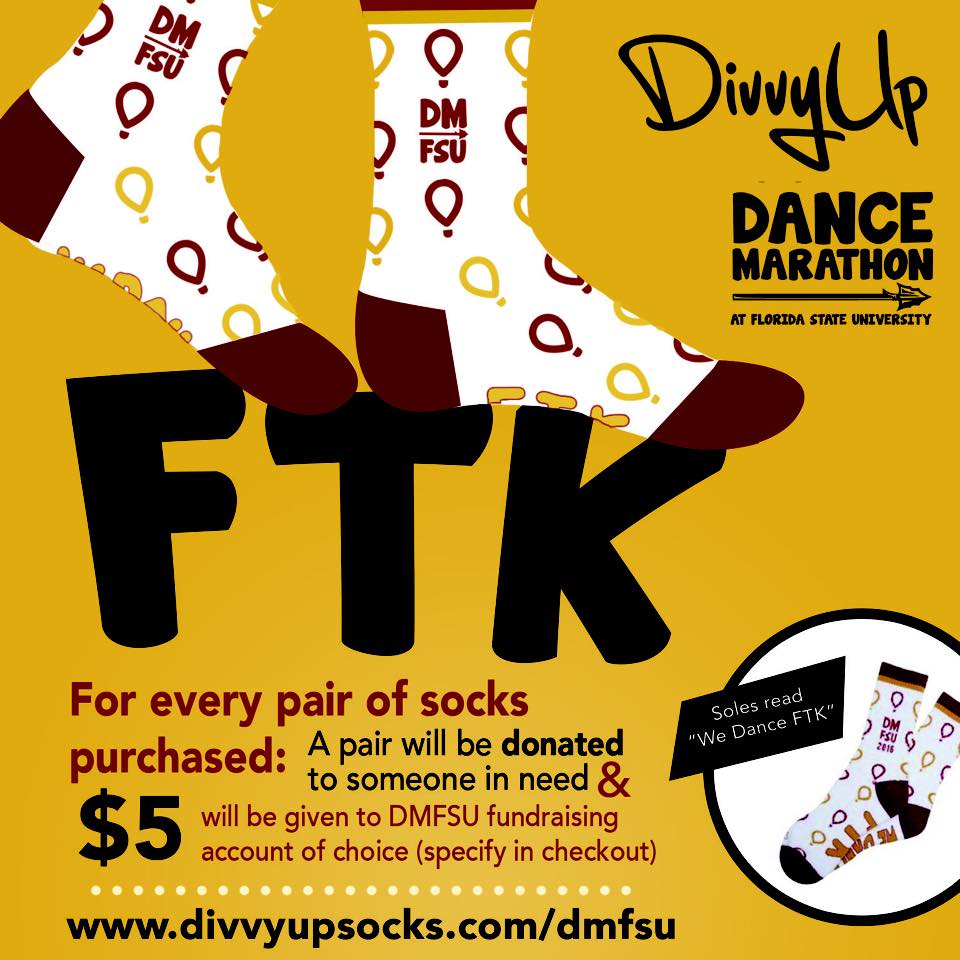 DM
FSU
DM
FSU
DivvyUp
DANCE
MARATHON
AT FLORIDA STATE UNIVERSITY
FTK
FTK
For every pair of socks
purchased:
A pair will be donated
to someone in need &
$5
will be given to DMFSU fundraising
account of choice (specify in checkout)
www.divvyupsocks.com/dmfsu
Soles read
"We Dance FTK"
DM
FSU
2016